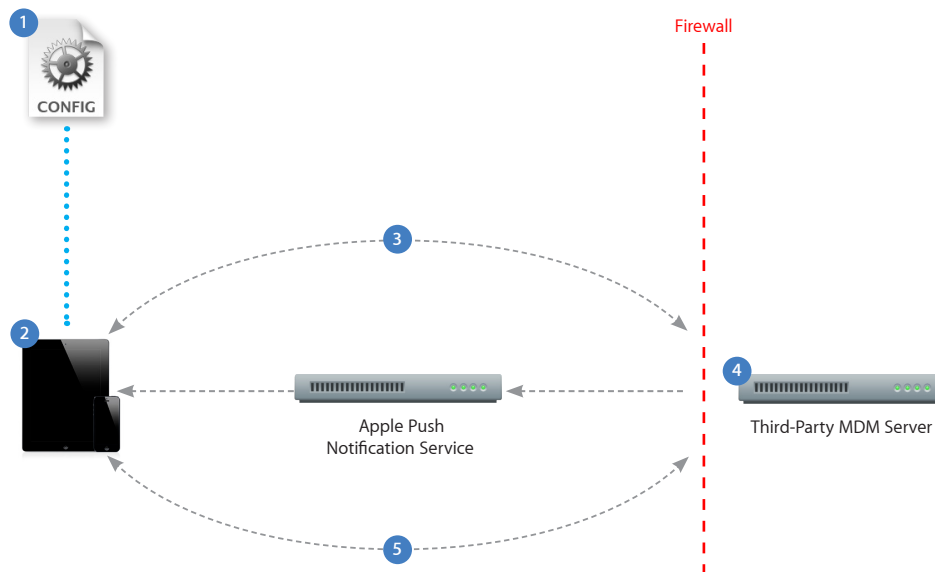 1
Firewall
CONFIG
3
2
4
Apple Push
Notification Service
Third-Party MDM Server
5